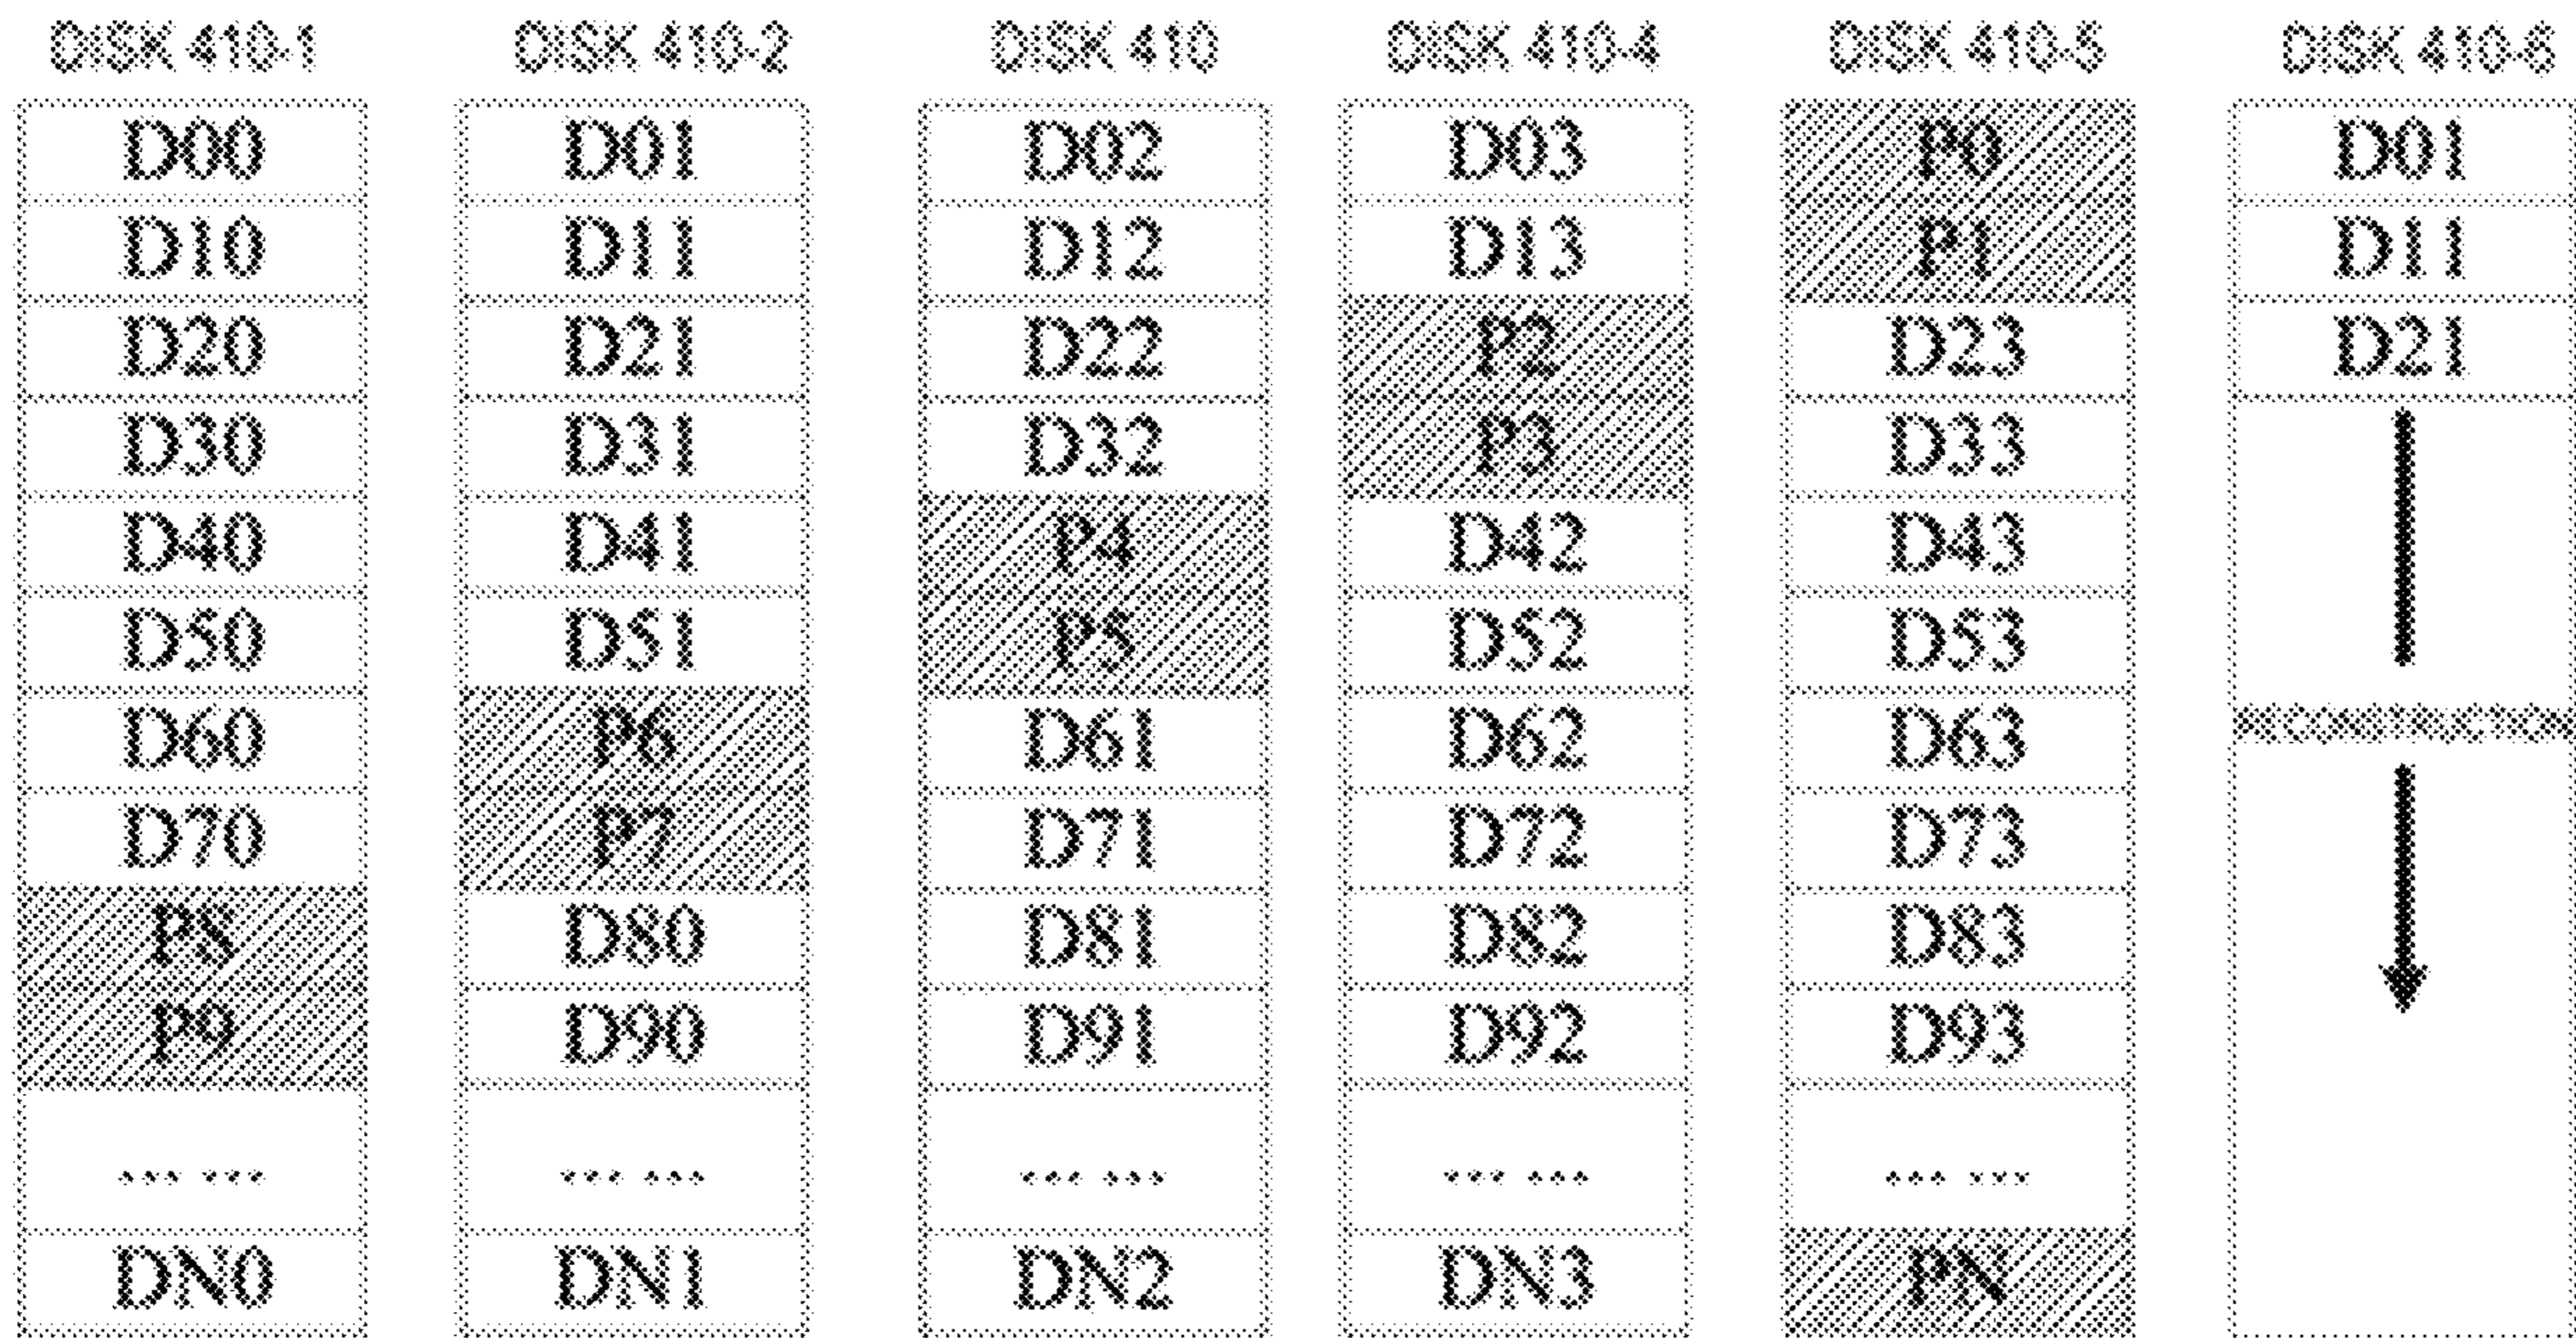 DISK 410-1 DISK 410-2 DISK 410 DISK 410-4 DISK 410-5 DISK 410-6
D00 D01 D02 D03 P0 D01
D10 D11 D12 D13 P1 D11
D20 D21 D22 P2 D23 D21
D30 D31 D32 P3 D33
D40 D41 P4 D42 D43
D50 D51 P5 D52 D53
D60 P6 D61 D62 D63 RECONSTRUCTION
D70 P7 D71 D72 D73
P8 D80 D81 D82 D83
P9 D90 D91 D92 D93
... ... ... ... ... ... ... ... ... ...
DN0 DN1 DN2 DN3 PN